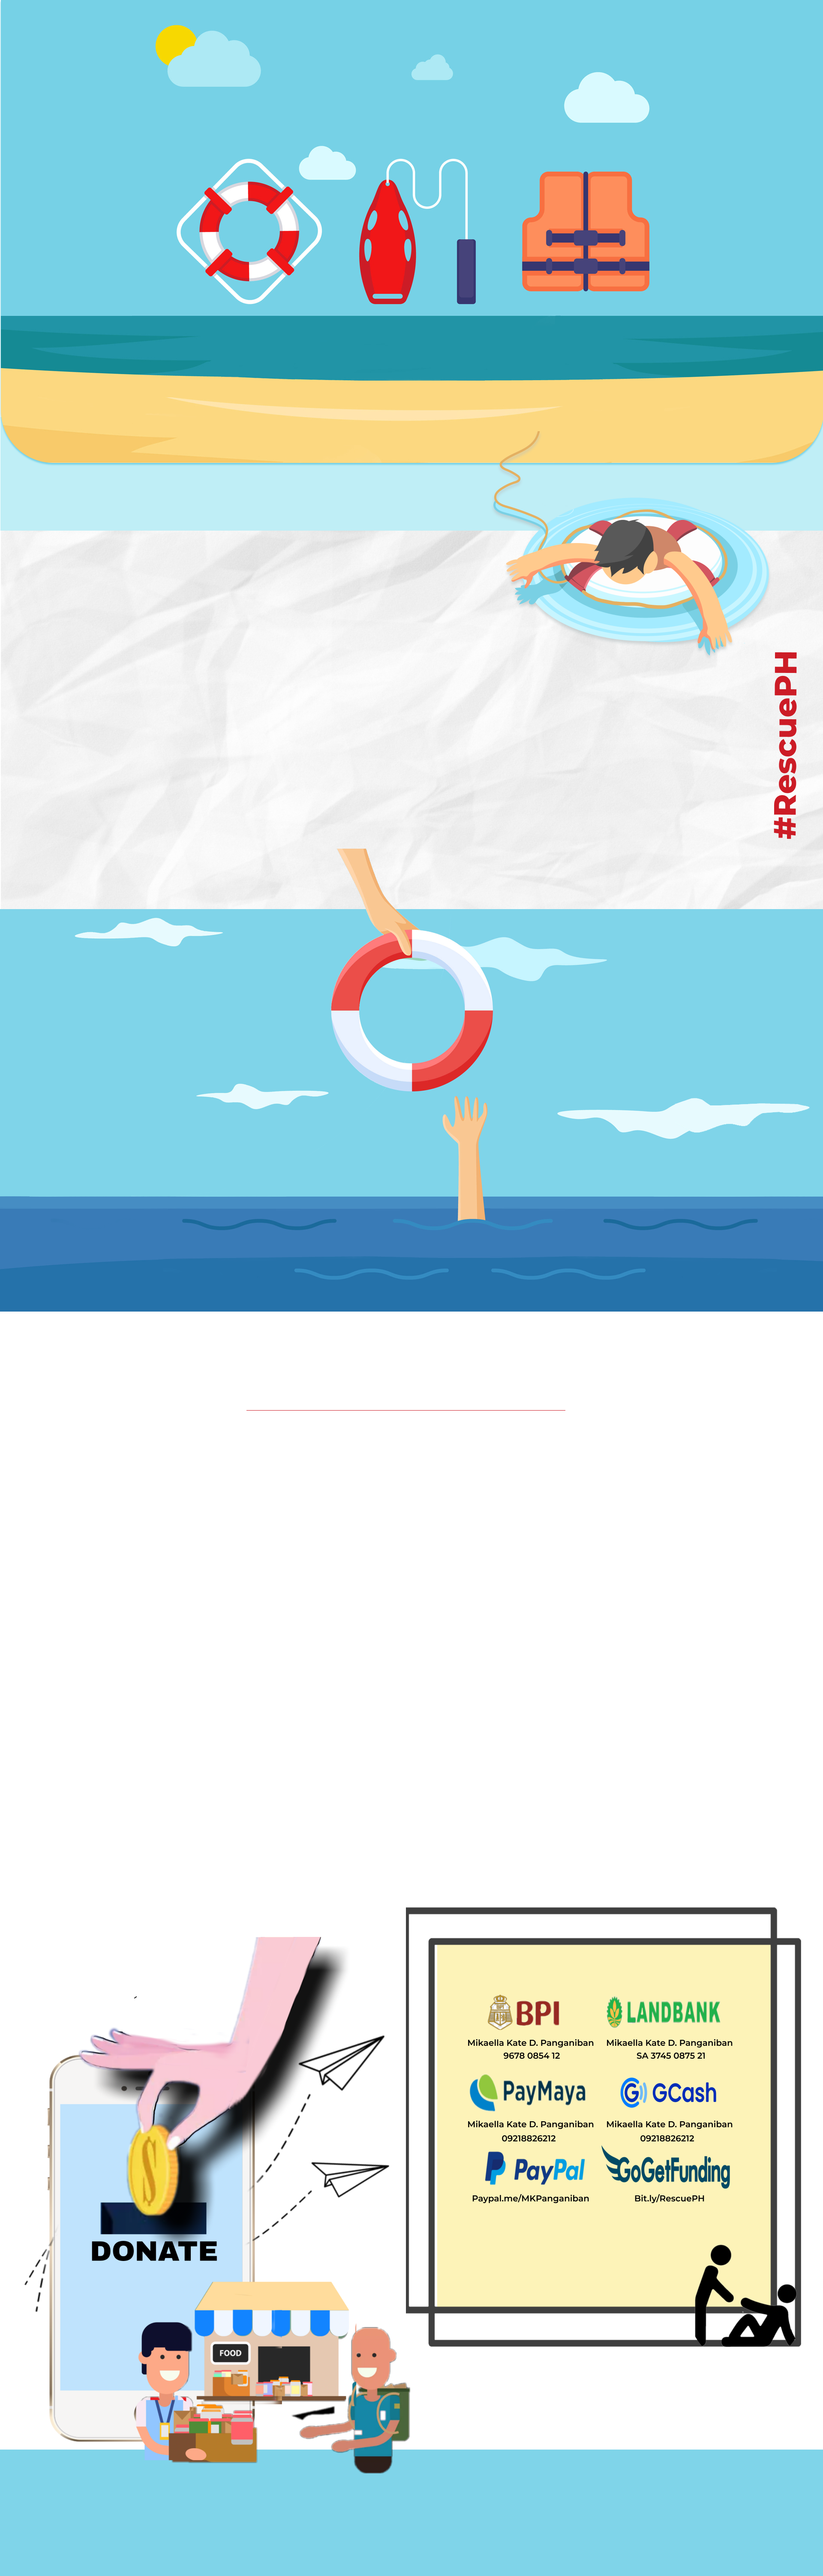 #RescuePH
BPI
LANDBANK
Mikaella Kate D. Panganiban
9678 0854 12
Mikaella Kate D. Panganiban
SA 3745 0875 21
PayMaya
GCash
Mikaella Kate D. Panganiban
09218826212
Mikaella Kate D. Panganiban
09218826212
PayPal
GoGetFunding
Paypal.me/MKPanganiban
Bit.ly/RescuePH
$
DONATE
FOOD